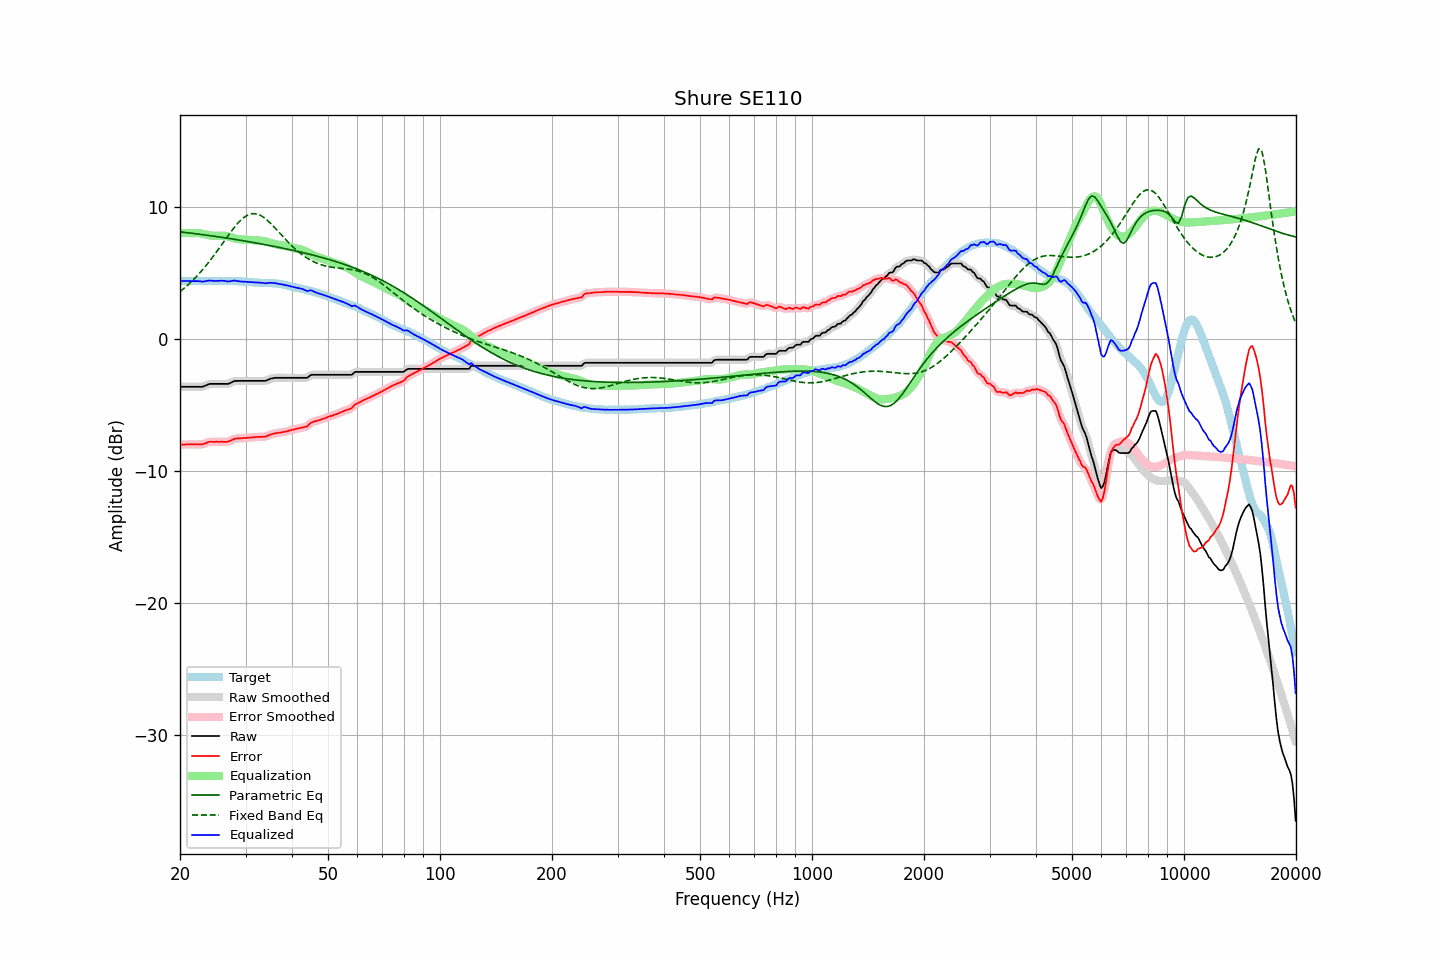 Shure SE110
Amplitude (dBr)
10
0
−10
−20
−30
Target
Raw Smoothed
Error Smoothed
Raw
Error
Equalization
Parametric Eq
Fixed Band Eq
Equalized
20 50 100 200 500 1000 2000 5000 10000 20000
Frequency (Hz)